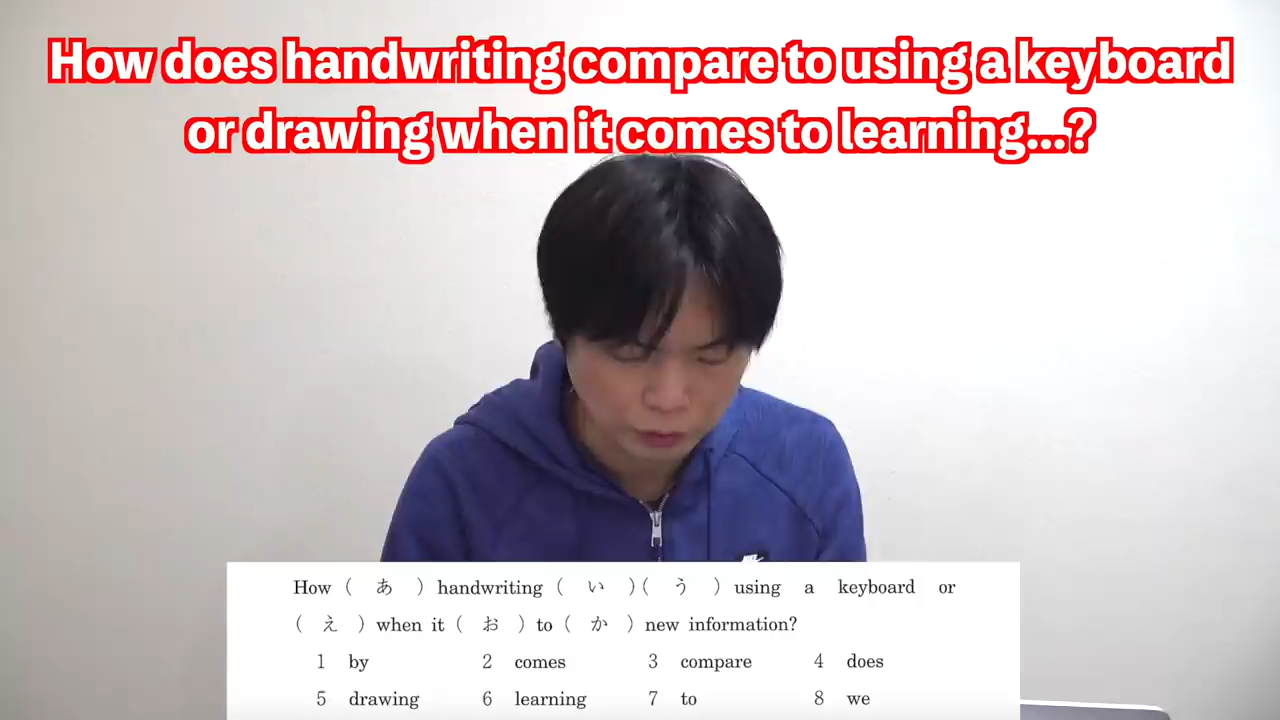 How does handwriting compare to using a keyboard
or drawing when it comes to learning...?
NIKE
How ( あ ) handwriting ( い )( う ) using a keyboard or
( え ) when it ( お ) to ( か ) new information?
1 by 2 comes 3 compare 4 does
5 drawing 6 learning 7 to 8 we